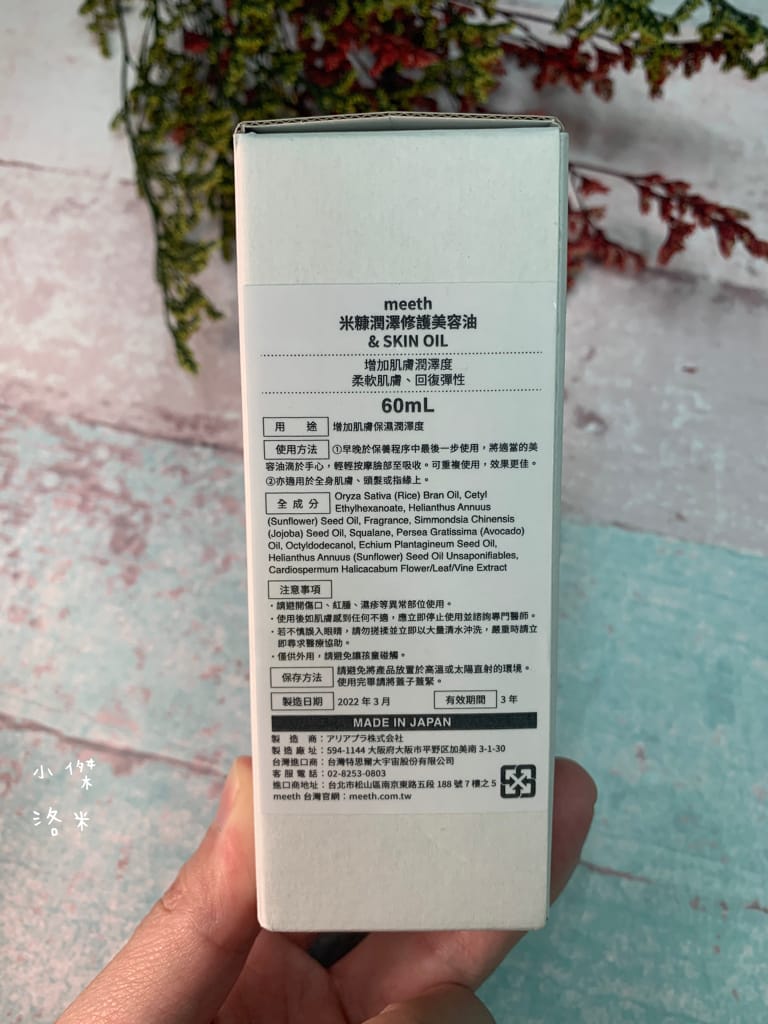 meeth
米糠潤澤修護美容油
& SKIN OIL
增加肌膚潤澤度
柔軟肌膚、回復彈性
60mL
用 途 增加肌膚保濕潤澤度
使用方法 ①早晚於保養程序中最後一步使用，將適當的美
容油滴於手心，輕輕按摩臉部至吸收。可重複使用，效果更佳。
②亦適用於全身肌膚、頭髮或指緣上。
全成分 Oryza Sativa (Rice) Bran Oil, Cetyl
Ethylhexanoate, Helianthus Annuus
(Sunflower) Seed Oil, Fragrance, Simmondsia Chinensis
(Jojoba) Seed Oil, Squalane, Persea Gratissima (Avocado)
Oil, Octyldodecanol, Echium Plantagineum Seed Oil,
Helianthus Annuus (Sunflower) Seed Oil Unsaponifiables,
Cardiospermum Halicacabum Flower/Leaf/Vine Extract
注意事項
・請避開傷口、紅腫、濕疹等異常部位使用。
・使用後如肌膚感到任何不適，應立即停止使用並諮詢專門醫師。
・若不慎誤入眼睛，請勿搓揉並立即以大量清水沖洗，嚴重時請立
即尋求醫療協助。
・僅供外用，請避免讓孩童碰觸。
保存方法 請避免將產品放置於高溫或太陽直射的環境。
使用完畢請將蓋子蓋緊。
製造日期 2022 年 3 月 有效期間 3 年
MADE IN JAPAN
製 造 商：アリアプラ株式会社
製造廠址：594-1144 大阪府大阪市平野区加美南 3-1-30
台灣進口商：台灣特思爾大宇宙股份有限公司
客服電話：02-8253-0803
進口商地址：台北市松山區南京東路五段 188 號 7 樓之 5
meeth 台灣官網：meeth.com.tw
小傑
洛米